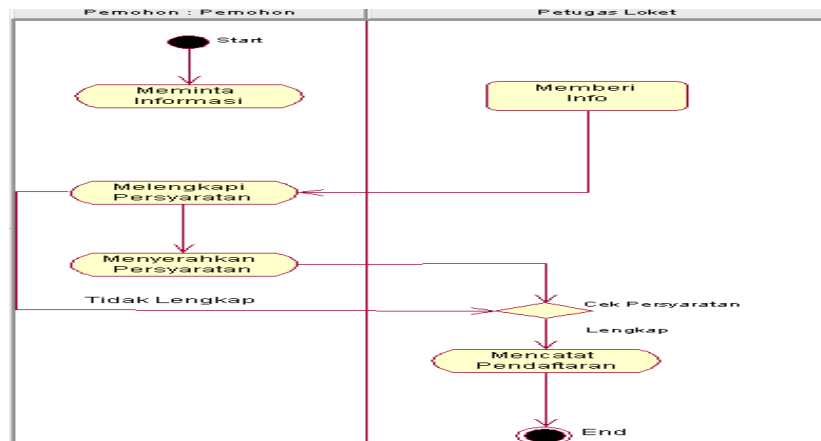 Pemohon : Pemohon
Petugas Loket
Start
Meminta
Informasi
Memberi
Info
Melengkapi
Persyaratan
Menyerahkan
Persyaratan
Tidak Lengkap
Cek Persyaratan
Lengkap
Mencatat
Pendaftaran
End